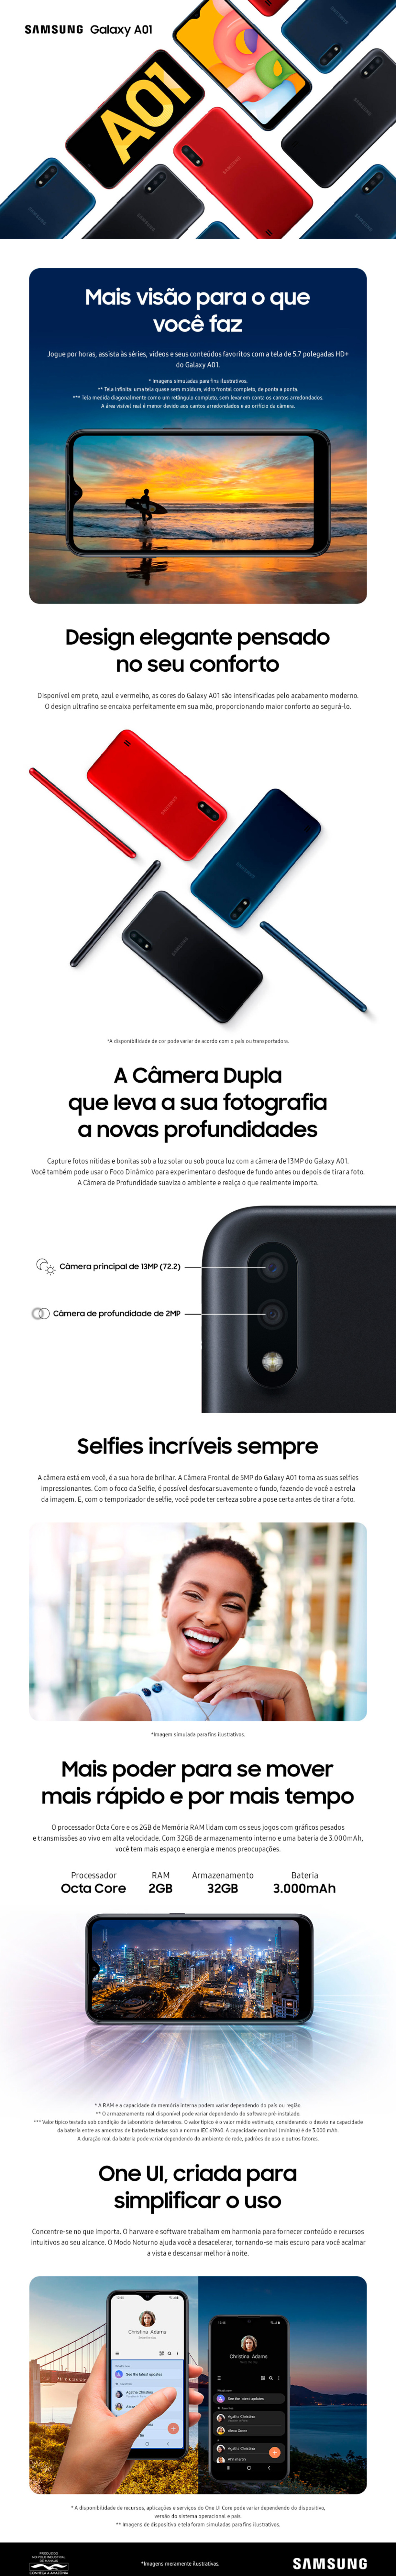 SAMSUNG Galaxy A01
A01
Mais visão para o que
você faz
Jogue por horas, assista às séries, vídeos e seus conteúdos favoritos com a tela de 5.7 polegadas HD+
do Galaxy A01.
* Imagens simuladas para fins ilustrativos.
** Tela Infinita: uma tela quase sem moldura, vidro frontal completo, de ponta a ponta.
*** Tela medida diagonalmente como um retângulo completo, sem levar em conta os cantos arredondados.
A área visível real é menor devido aos cantos arredondados e ao orifício da câmera.
Design elegante pensado
no seu conforto
Disponível em preto, azul e vermelho, as cores do Galaxy A01 são intensificadas pelo acabamento moderno.
O design ultrafino se encaixa perfeitamente em sua mão, proporcionando maior conforto ao segurá-lo.
SAMSUNG
SAMSUNG
SAMSUNG
*A disponibilidade de cor pode variar de acordo com o país ou transportadora.
A Câmera Dupla
que leva a sua fotografia
a novas profundidades
Capture fotos nítidas e bonitas sob a luz solar ou sob pouca luz com a câmera de 13MP do Galaxy A01.
Você também pode usar o Foco Dinâmico para experimentar o desfoque de fundo antes ou depois de tirar a foto.
A Câmera de Profundidade suaviza o ambiente e realça o que realmente importa.
Câmera principal de 13MP (?2.2)
Câmera de profundidade de 2MP
Selfies incríveis sempre
A câmera está em você, é a sua hora de brilhar. A Câmera Frontal de 5MP do Galaxy A01 torna as suas selfies
impressionantes. Com o foco da Selfie, é possível desfocar suavemente o fundo, fazendo de você a estrela
da imagem. E, com o temporizador de selfie, você pode ter certeza sobre a pose certa antes de tirar a foto.
*Imagem simulada para fins ilustrativos.
Mais poder para se mover
mais rápido e por mais tempo
O processador Octa Core e os 2GB de Memória RAM lidam com os seus jogos com gráficos pesados
e transmissões ao vivo em alta velocidade. Com 32GB de armazenamento interno e uma bateria de 3.000mAh,
você tem mais espaço e energia e menos preocupações.
Processador RAM Armazenamento Bateria
Octa Core 2GB 32GB 3.000mAh
* A RAM e a capacidade da memória interna podem variar dependendo do país ou região.
** O armazenamento real disponível pode variar dependendo do software pré-instalado.
*** Valor típico testado sob condição de laboratório de terceiros. O valor típico é o valor médio estimado, considerando o desvio na capacidade
da bateria entre as amostras de bateria testadas sob a norma IEC 61960. A capacidade nominal (mínima) é de 3.000 mAh.
A duração real da bateria pode variar dependendo do ambiente de rede, padrões de uso e outros fatores.
One UI, criada para
simplificar o uso
Concentre-se no que importa. O harware e software trabalham em harmonia para fornecer conteúdo e recursos
intuitivos ao seu alcance. O Modo Noturno ajuda você a desacelerar, tornando-se mais escuro para você acalmar
a vista e descansar melhor à noite.
Christina Adams
See the latest updates
Agatha Christina
Christina Adams
See the latest updates
Agatha Christina
Agatha Christina
* A disponibilidade de recursos, aplicações e serviços do One UI Core pode variar dependendo do dispositivo,
versão do sistema operacional e país.
** Imagens de dispositivo e tela foram simuladas para fins ilustrativos.
PRODUZIDO
NO PÓLO INDUSTRIAL
DE MANAUS
CONHEÇA A AMAZÔNIA
*Imagens meramente ilustrativas.
SAMSUNG